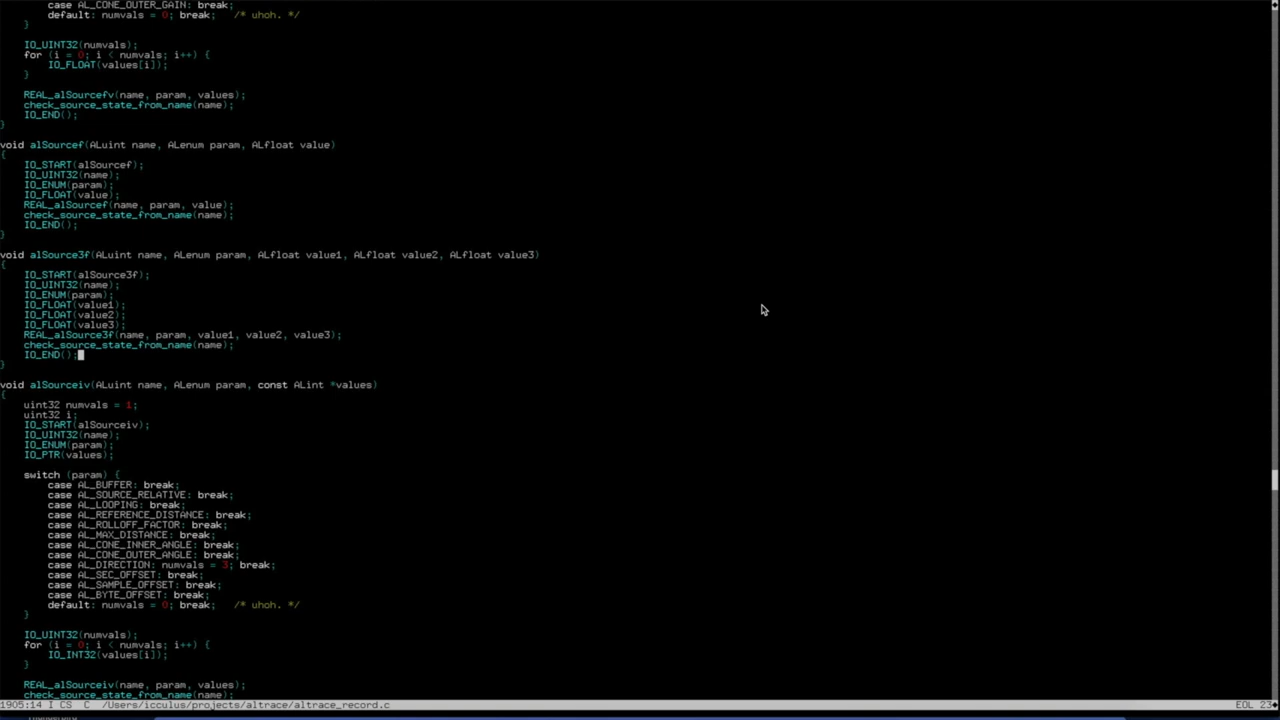 case AL_CONE_OUTER_GAIN: break;
        default: numvals = 0; break;   /* uhoh. */
    }
    IO_UINT32(numvals);
    for (i = 0; i < numvals; i++) {
        IO_FLOAT(values[i]);
    }
    REAL_alSourcefv(name, param, values);
    check_source_state_from_name(name);
    IO_END();
}
void alSourcef(ALuint name, ALenum param, ALfloat value)
{
    IO_START(alSourcef);
    IO_UINT32(name);
    IO_ENUM(param);
    IO_FLOAT(value);
    REAL_alSourcef(name, param, value);
    check_source_state_from_name(name);
    IO_END();
}
void alSource3f(ALuint name, ALenum param, ALfloat value1, ALfloat value2, ALfloat value3)
{
    IO_START(alSource3f);
    IO_UINT32(name);
    IO_ENUM(param);
    IO_FLOAT(value1);
    IO_FLOAT(value2);
    IO_FLOAT(value3);
    REAL_alSource3f(name, param, value1, value2, value3);
    check_source_state_from_name(name);
    IO_END();
}
void alSourceiv(ALuint name, ALenum param, const ALint *values)
{
    uint32 numvals = 1;
    uint32 i;
    IO_START(alSourceiv);
    IO_UINT32(name);
    IO_ENUM(param);
    IO_PTR(values);
    switch (param) {
        case AL_BUFFER: break;
        case AL_SOURCE_RELATIVE: break;
        case AL_LOOPING: break;
        case AL_REFERENCE_DISTANCE: break;
        case AL_ROLLOFF_FACTOR: break;
        case AL_MAX_DISTANCE: break;
        case AL_CONE_INNER_ANGLE: break;
        case AL_CONE_OUTER_ANGLE: break;
        case AL_DIRECTION: numvals = 3; break;
        case AL_SEC_OFFSET: break;
        case AL_SAMPLE_OFFSET: break;
        case AL_BYTE_OFFSET: break;
        default: numvals = 0; break;   /* uhoh. */
    }
    IO_UINT32(numvals);
    for (i = 0; i < numvals; i++) {
        IO_INT32(values[i]);
    }
    REAL_alSourceiv(name, param, values);
    check_source_state_from_name(name);
1905:14 I CS  C  /Users/icculus/projects/altrace/altrace_record.c EOL 23